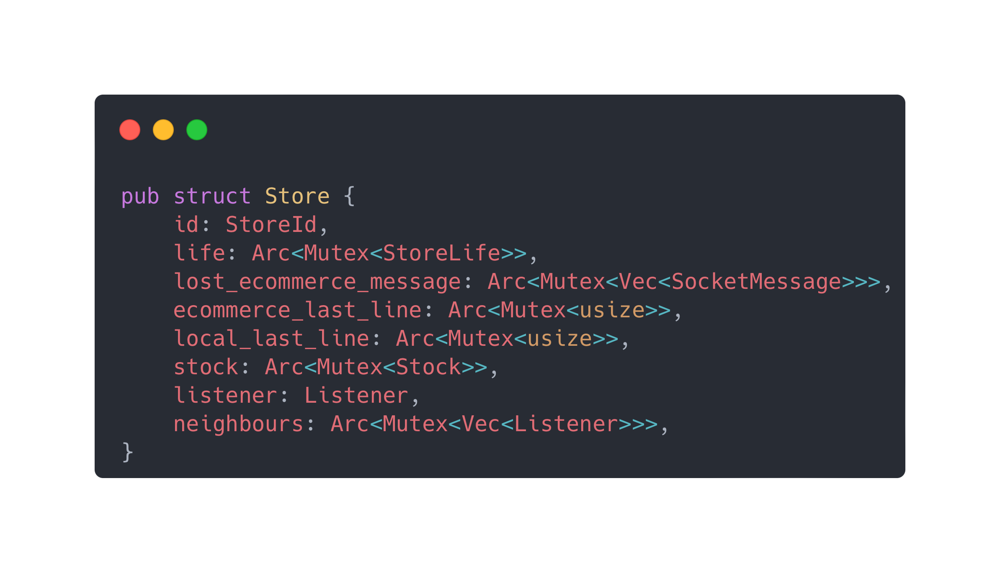 pub struct Store {
    id: StoreId,
    life: Arc<Mutex<StoreLife>>,
    lost_ecommerce_message: Arc<Mutex<Vec<SocketMessage>>>,
    ecommerce_last_line: Arc<Mutex<usize>>,
    local_last_line: Arc<Mutex<usize>>,
    stock: Arc<Mutex<Stock>>,
    listener: Listener,
    neighbours: Arc<Mutex<Vec<Listener>>>,
}